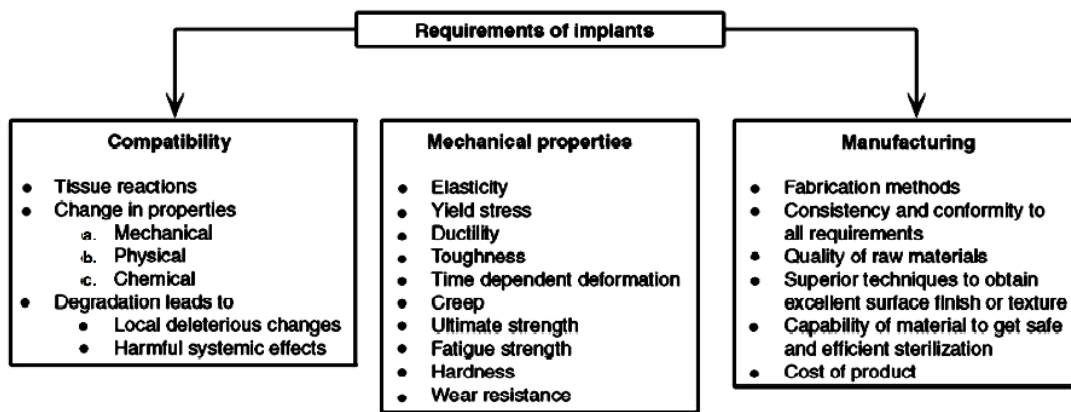 Requirements of implants
Compatibility
● Tissue reactions
● Change in properties
a. Mechanical
b. Physical
c. Chemical
● Degradation leads to
● Local deleterious changes
● Harmful systemic effects
Mechanical properties
● Elasticity
● Yield stress
● Ductility
● Toughness
● Time dependent deformation
● Creep
● Ultimate strength
● Fatigue strength
● Hardness
● Wear resistance
Manufacturing
● Fabrication methods
● Consistency and conformity to
all requirements
● Quality of raw materials
● Superior techniques to obtain
excellent surface finish or texture
● Capability of material to get safe
and efficient sterilization
● Cost of product